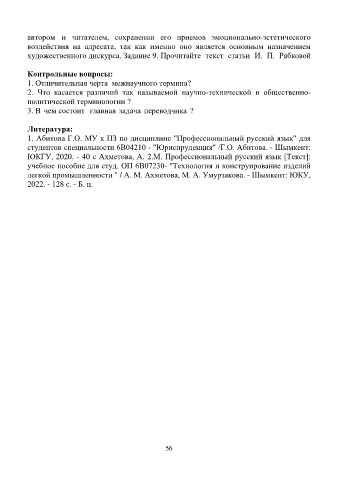 автором и читателем, сохранении его приемов эмоционально-эстетического
воздействия на адресата, так как именно оно является основным назначением
художественного дискурса. Задание 9. Прочитайте текст статьи И. П. Рябковой
Контрольные вопросы:
1. Отличительная черта межнаучного термина?
2. Что касается различий так называемой научно-технической и общественно-
политической терминологии ?
3. В чем состоит главная задача переводчика ?
Литература:
1. Абитова Г.О. МУ к ПЗ по дисциплине "Профессиональный русский язык" для
студентов специальности 6В04210 - "Юриспруденция" /Г.О. Абитова. - Шымкент:
ЮКГУ, 2020. - 40 с Ахметова, А. 2.М. Профессиональный русский язык [Текст]:
учебное пособие для студ. ОП 6В07230- "Технология и конструирование изделий
легкой промышленности " / А. М. Ахметова, М. А. Умурзакова. - Шымкент: ЮКУ,
2022. - 128 с. - Б. ц.
56